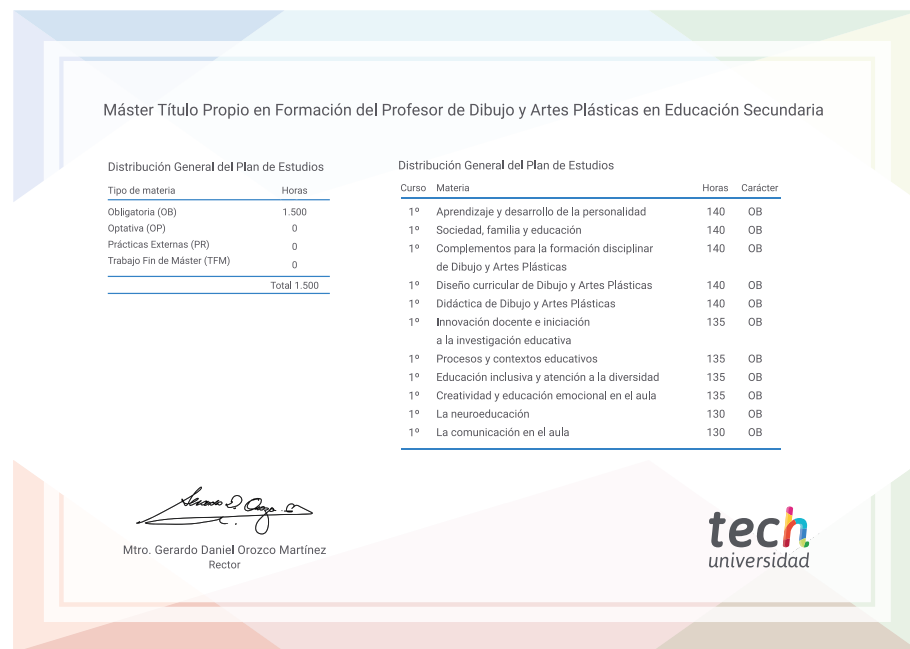 Máster Título Propio en Formación del Profesor de Dibujo y Artes Plásticas en Educación Secundaria
Distribución General del Plan de Estudios
Tipo de materia Horas
Obligatoria (OB) 1.500
Optativa (OP) 0
Prácticas Externas (PR) 0
Trabajo Fin de Máster (TFM) 0
Total 1.500
Distribución General del Plan de Estudios
Curso Materia Horas Carácter
1º Aprendizaje y desarrollo de la personalidad 140 OB
1º Sociedad, familia y educación 140 OB
1º Complementos para la formación disciplinar 140 OB
de Dibujo y Artes Plásticas
1º Diseño curricular de Dibujo y Artes Plásticas 140 OB
1º Didáctica de Dibujo y Artes Plásticas 140 OB
1º Innovación docente e iniciación 135 OB
a la investigación educativa
1º Procesos y contextos educativos 135 OB
1º Educación inclusiva y atención a la diversidad 135 OB
1º Creatividad y educación emocional en el aula 135 OB
1º La neuroeducación 130 OB
1º La comunicación en el aula 130 OB
Mtro. Gerardo Daniel Orozco Martínez
Rector
tech
universidad